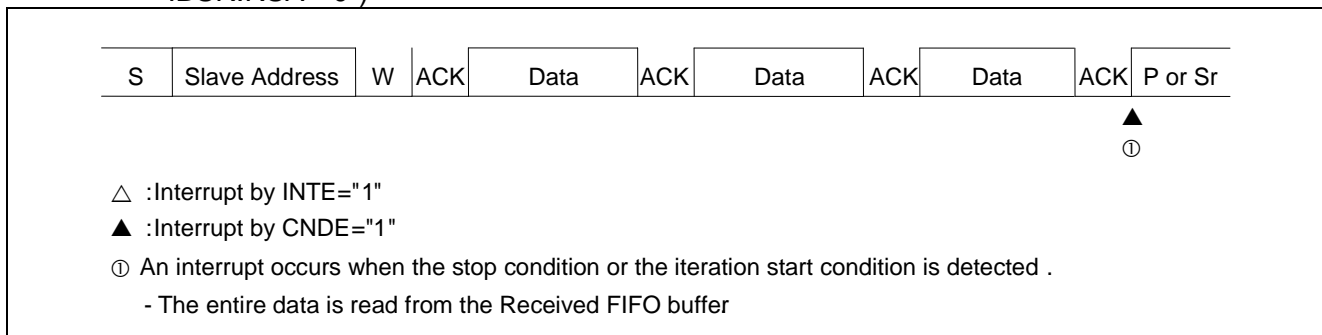 S Slave Address W ACK Data ACK Data ACK Data ACK P or Sr
▲
①
△ :Interrupt by INTE="1"
▲ :Interrupt by CNDE="1"
① An interrupt occurs when the stop condition or the iteration start condition is detected .
- The entire data is read from the Received FIFO buffer